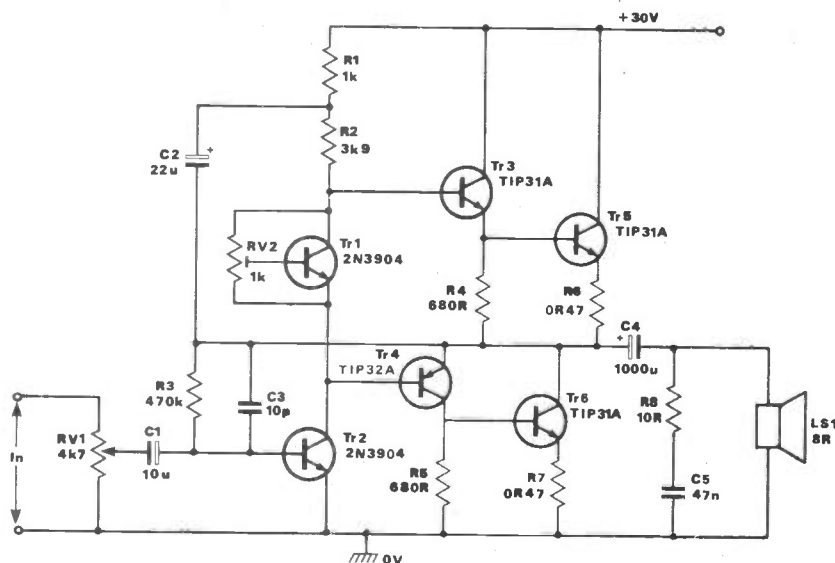 +30V
R1
1k
R2
3k9
C2
+
22u
Tr3
TIP31A
Tr5
TIP31A
RV2
1k
Tr1
2N3904
R4
680R
R6
0R47
C4
+
1000u
Tr4
TIP32A
R3
470k
C3
10p
Tr6
TIP31A
R8
10R
LS1
8R
In
RV1
4k7
C1
10u
Tr2
2N3904
R5
680R
R7
0R47
C5
47n
0V